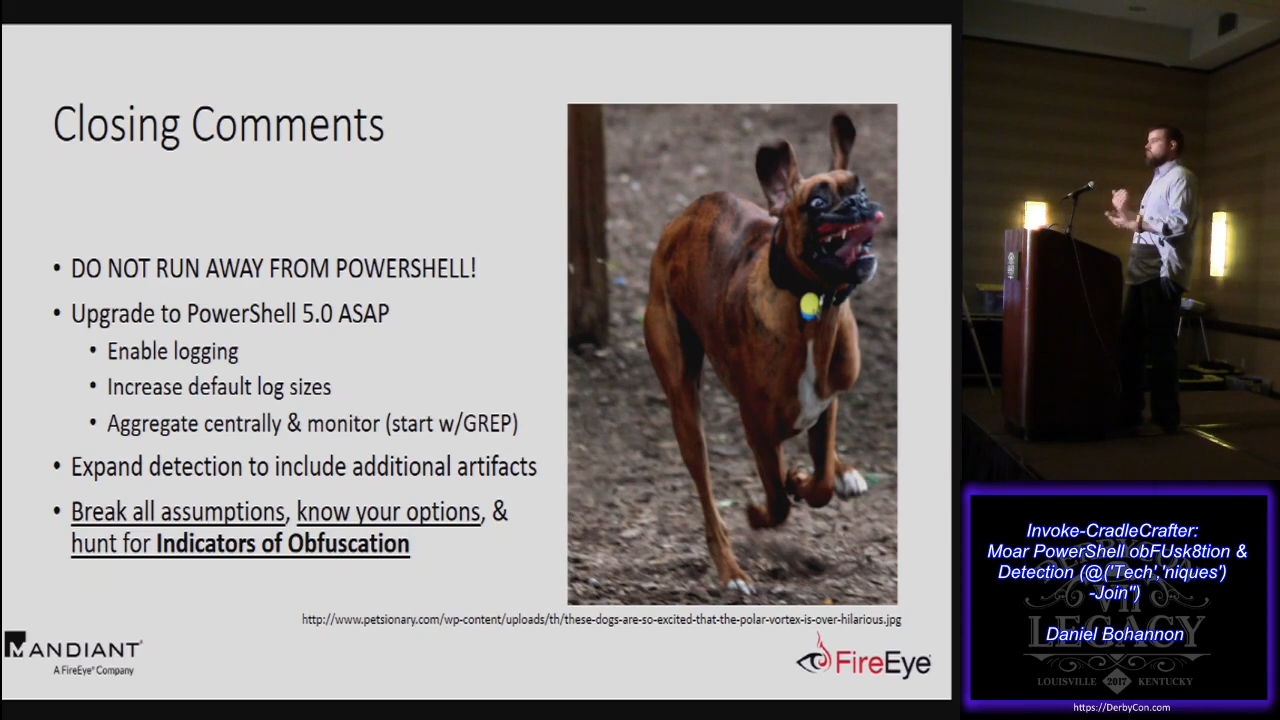 Closing Comments
• DO NOT RUN AWAY FROM POWERSHELL!
• Upgrade to PowerShell 5.0 ASAP
• Enable logging
• Increase default log sizes
• Aggregate centrally & monitor (start w/GREP)
• Expand detection to include additional artifacts
• Break all assumptions, know your options, &
hunt for Indicators of Obfuscation
http://www.petsionary.com/wp-content/uploads/th/these-dogs-are-so-excited-that-the-polar-vortex-is-over-hilarious.jpg
MANDIANT®
A FireEye® Company
FireEye
Invoke-CradleCrafter:
Moar PowerShell obFUsk8tion &
Detection (@('Tech','niques')
-Join'')
VII
LEGACY
Daniel Bohannon
LOUISVILLE 2017 KENTUCKY
https://DerbyCon.com